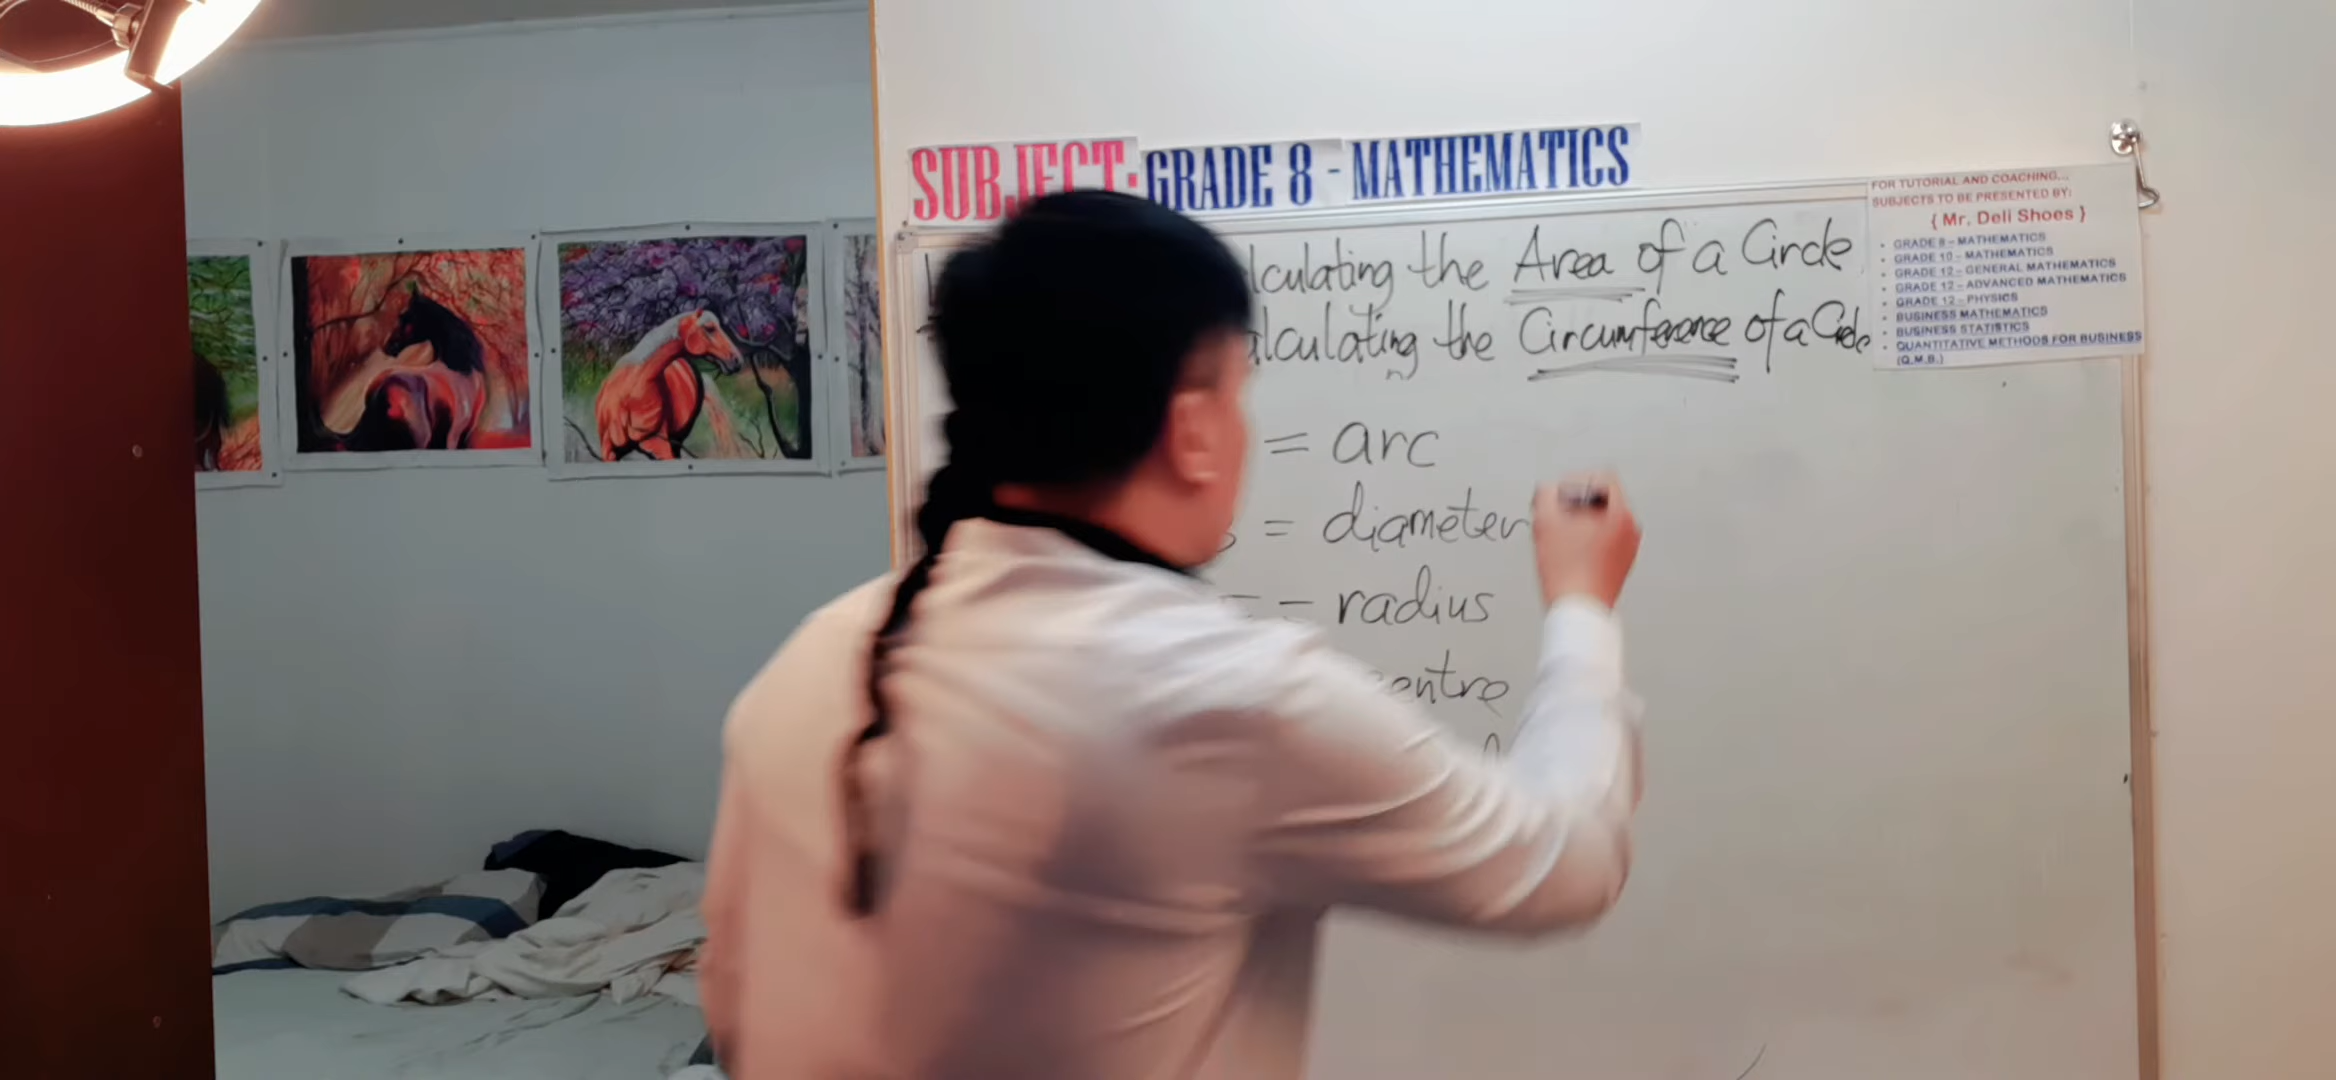 SUBJECT: GRADE 8 - MATHEMATICS
FOR TUTORIAL AND COACHING...
SUBJECTS TO BE PRESENTED BY:
{ Mr. Deli Shoes }
• GRADE 8 - MATHEMATICS
• GRADE 10 - MATHEMATICS
• GRADE 12 - GENERAL MATHEMATICS
• GRADE 12 - ADVANCED MATHEMATICS
• GRADE 12 - PHYSICS
• BUSINESS MATHEMATICS
• BUSINESS STATISTICS
• QUANTITATIVE METHODS FOR BUSINESS
(Q.M.B.)
lculating the Area of a Circle
alculating the Circumference of a Circle
= arc
= diameter
= radius
entre